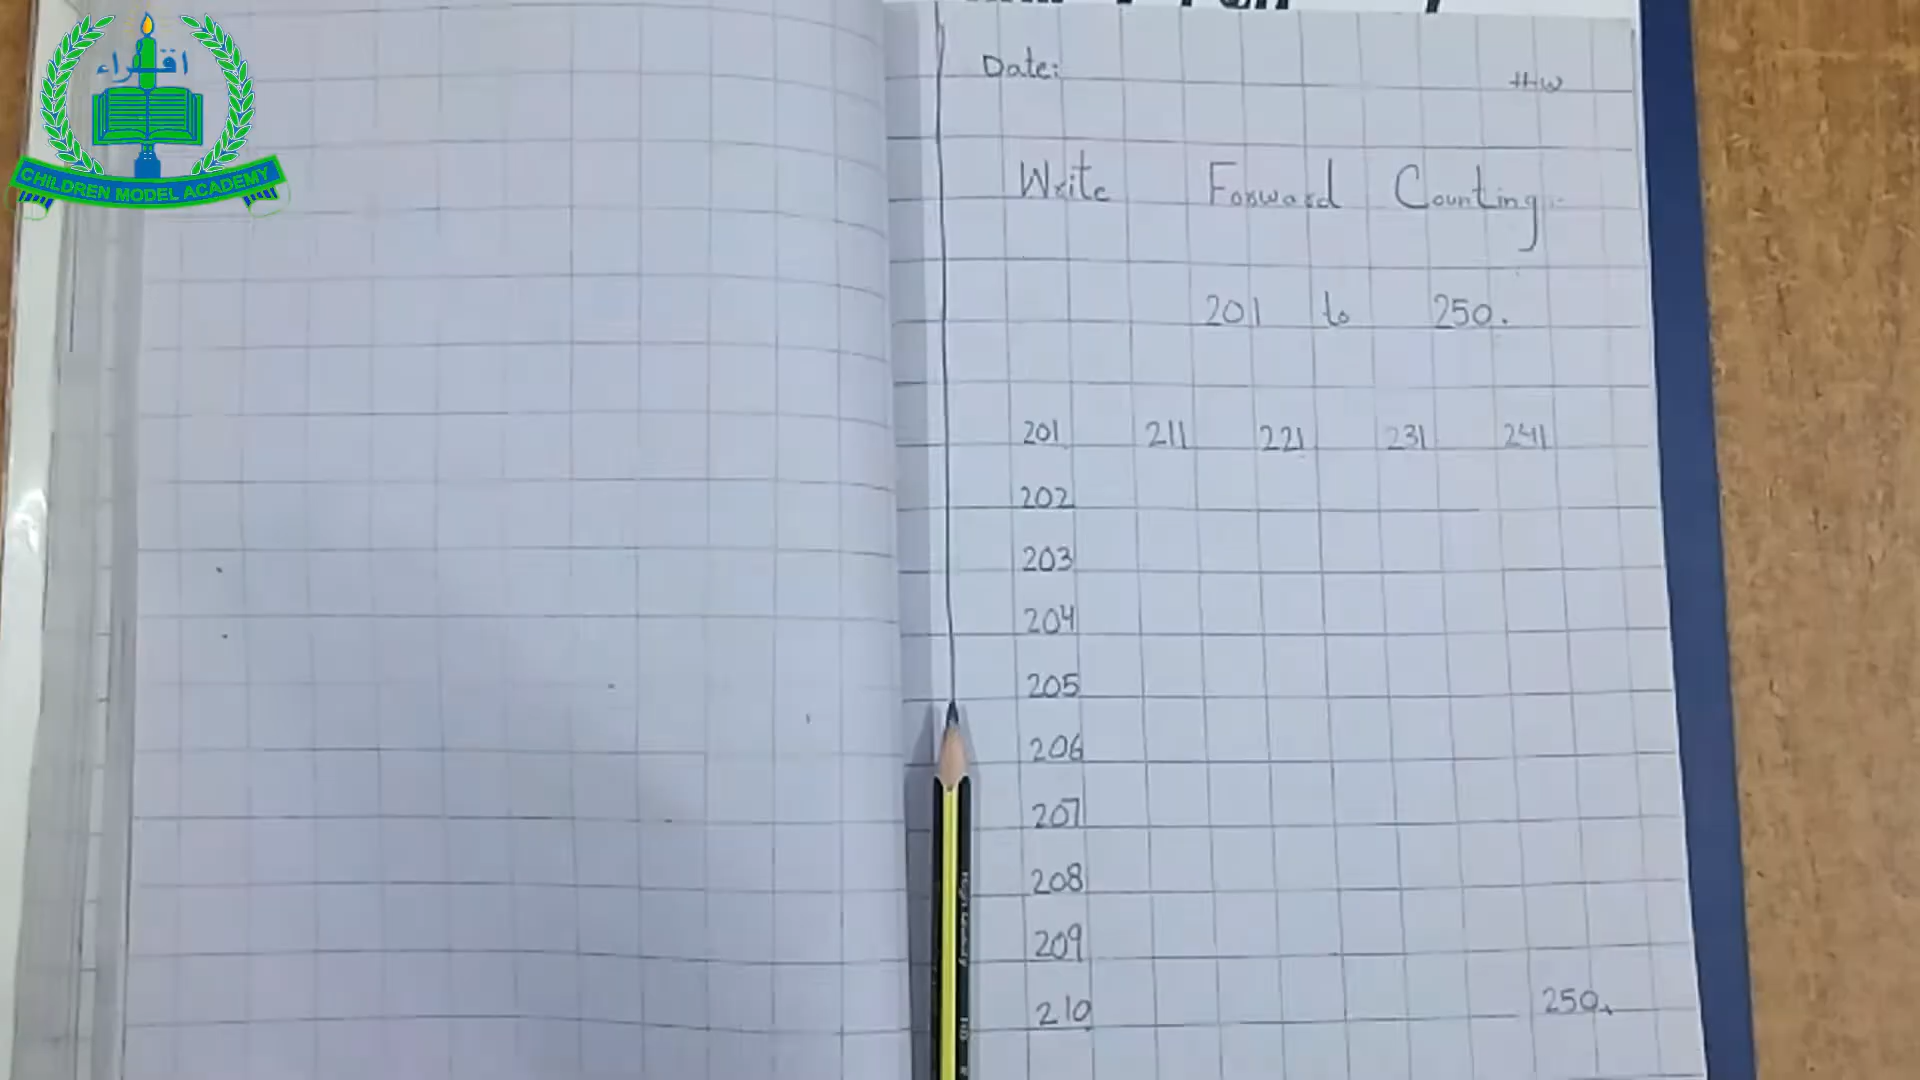 اقراء
CHILDREN MODEL ACADEMY
Date:
H.W
Write Forward Counting.
201 to 250.
201 211 221 231 241
202
203
204
205
206
207
208
209
210 250.